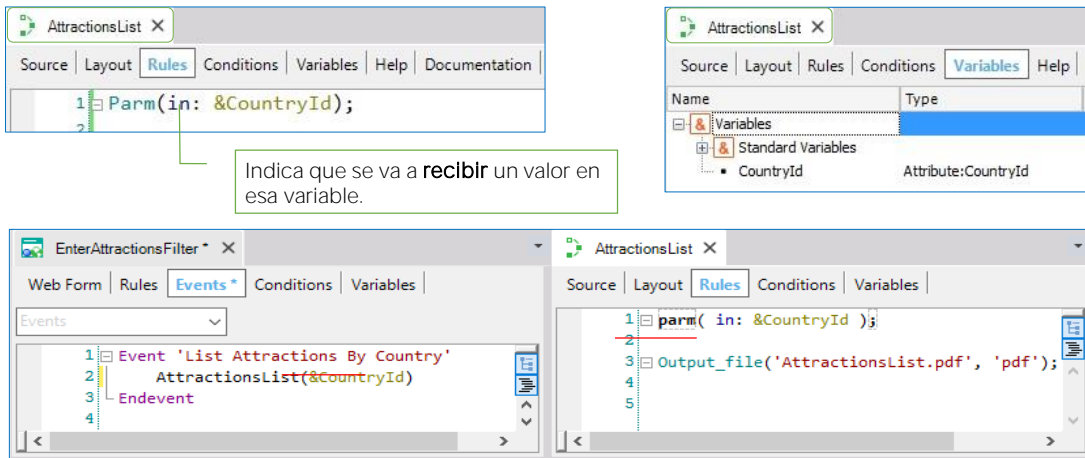 AttractionsList X
Source | Layout | Rules | Conditions | Variables | Help | Documentation |
1 Parm(in: &CountryId);
2
Indica que se va a recibir un valor en
esa variable.
AttractionsList X
Source | Layout | Rules | Conditions | Variables | Help |
Name Type
& Variables
& Standard Variables
CountryId Attribute:CountryId
EnterAttractionsFilter * X
Web Form | Rules | Events * | Conditions | Variables |
Events
1 Event 'List Attractions By Country'
2 AttractionsList(&CountryId)
3 Endevent
4
AttractionsList X
Source | Layout | Rules | Conditions | Variables |
1 parm( in: &CountryId );
2
3 Output_file('AttractionsList.pdf', 'pdf');
4
5